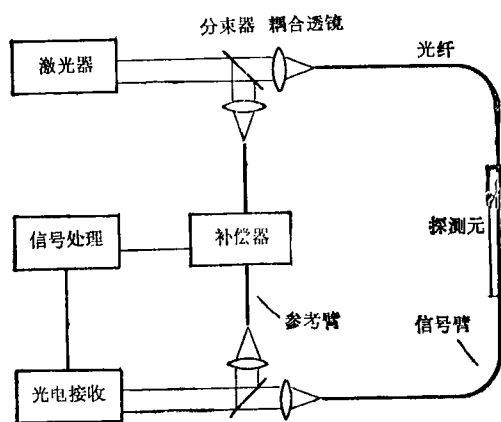 分束器 耦合透镜
激光器
光纤
探测元
信号处理
补偿器
参考臂
信号臂
光电接收